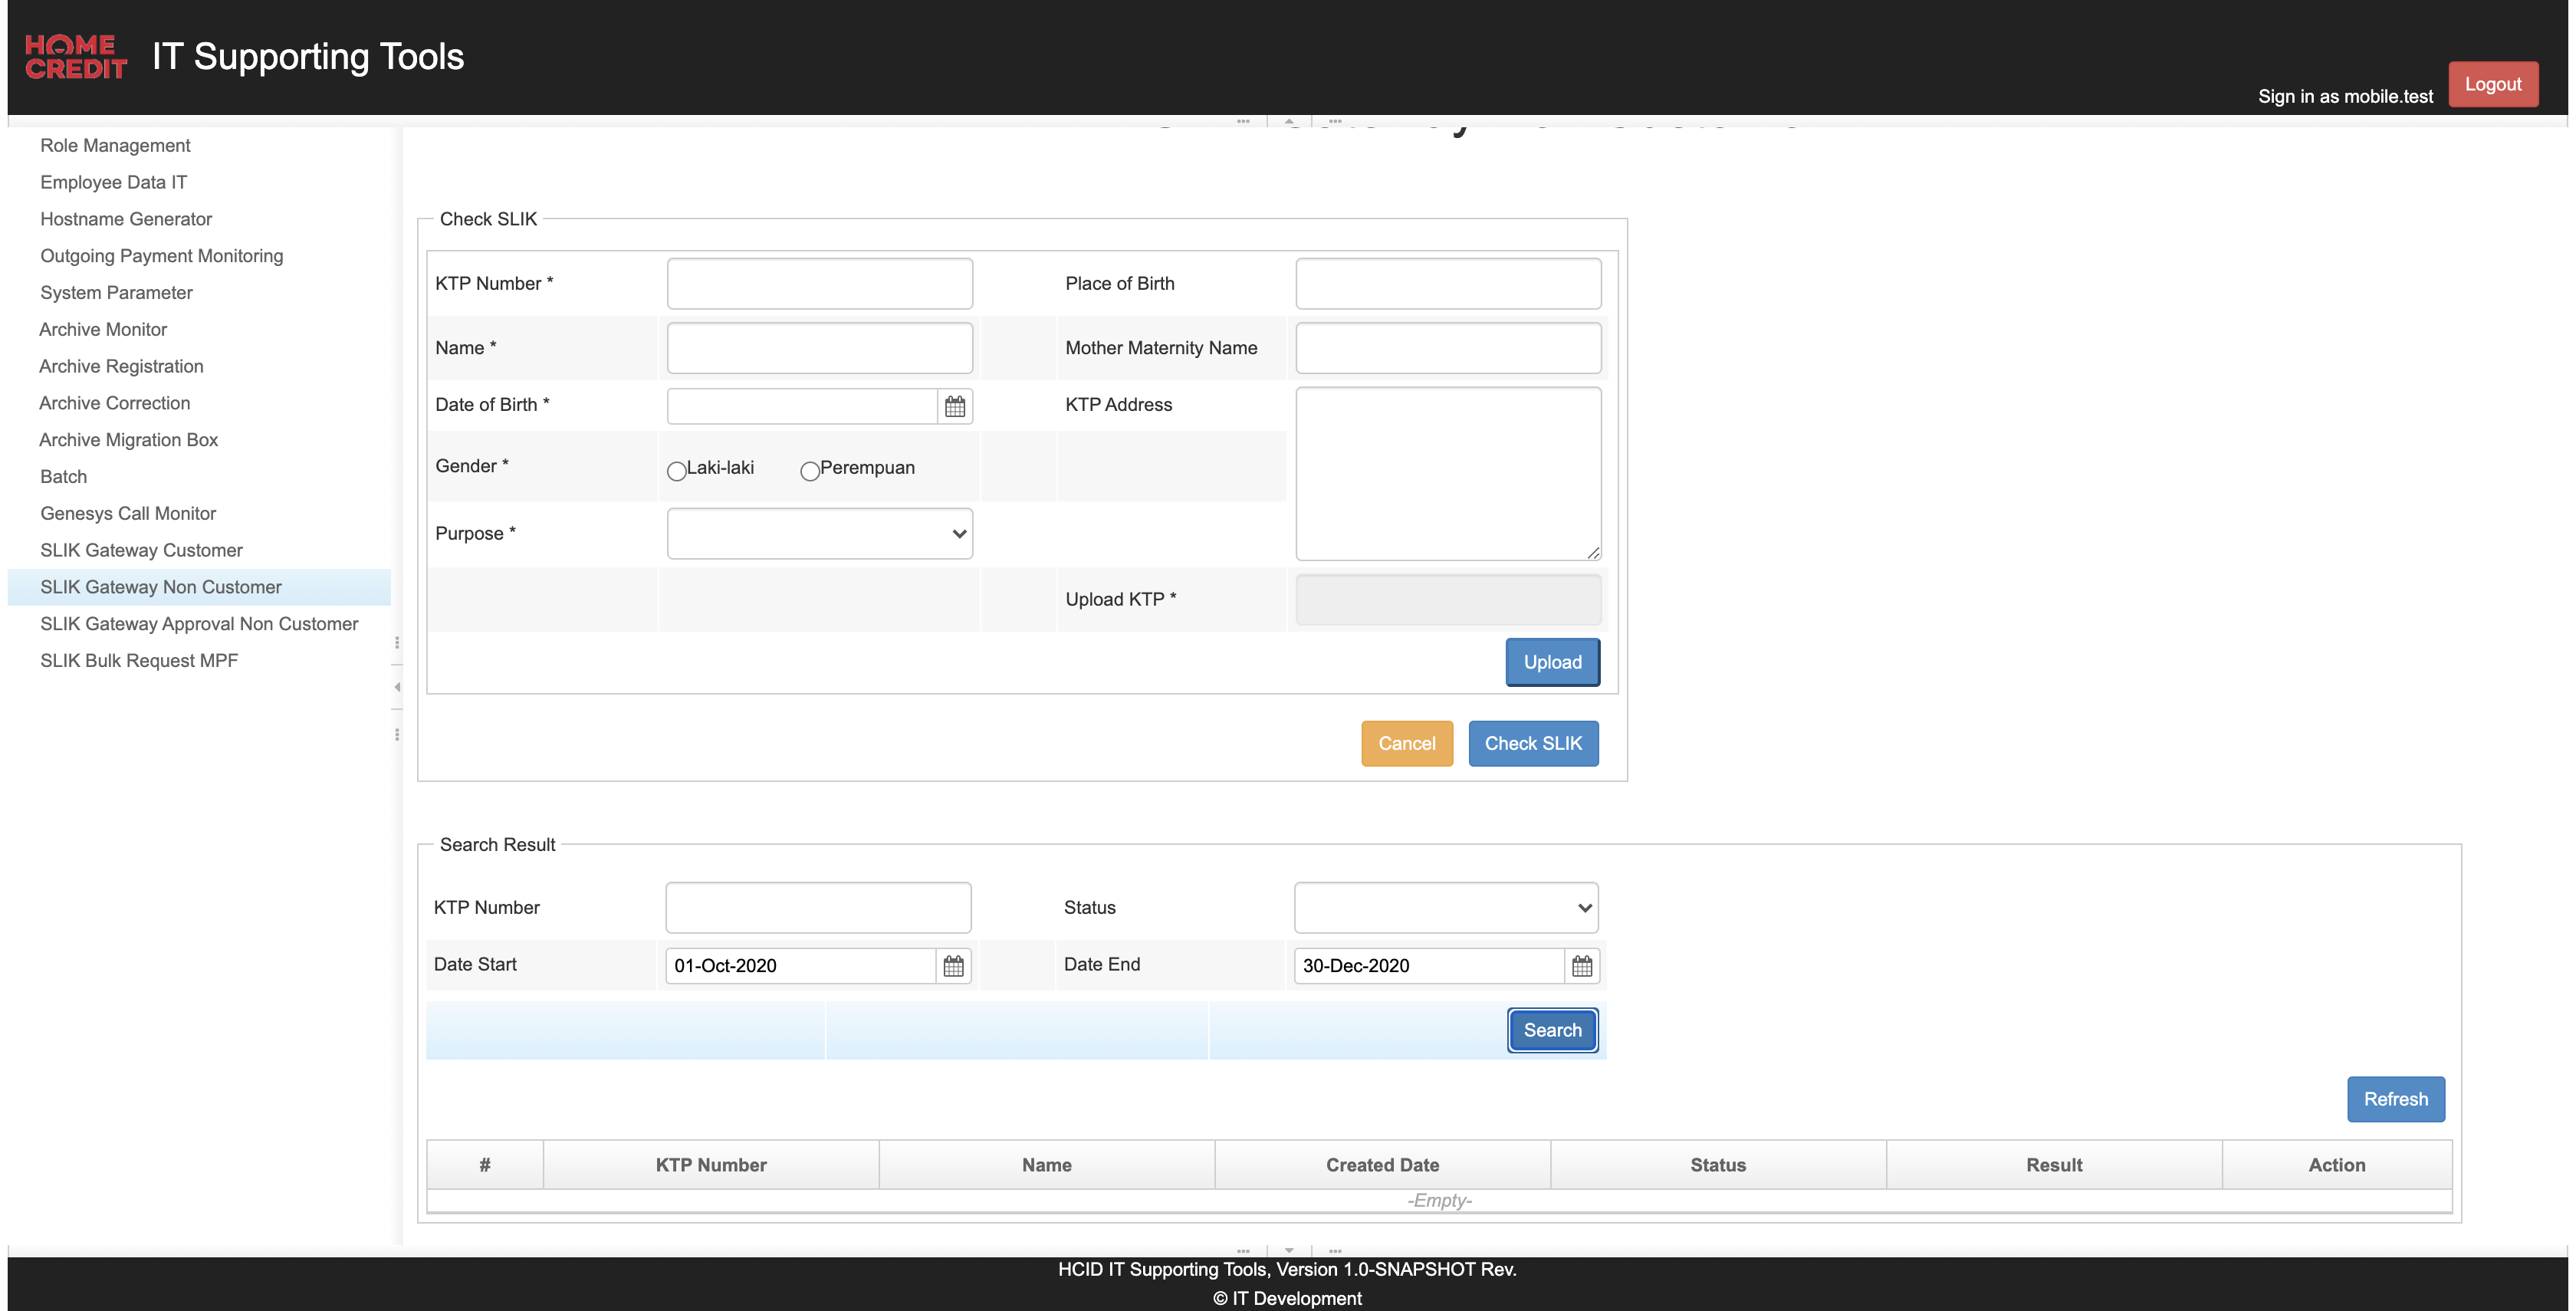 HOME CREDIT
IT Supporting Tools
Sign in as mobile.test
Logout
Role Management
Employee Data IT
Hostname Generator
Outgoing Payment Monitoring
System Parameter
Archive Monitor
Archive Registration
Archive Correction
Archive Migration Box
Batch
Genesys Call Monitor
SLIK Gateway Customer
SLIK Gateway Non Customer
SLIK Gateway Approval Non Customer
SLIK Bulk Request MPF
Check SLIK
KTP Number *
Place of Birth
Name *
Mother Maternity Name
Date of Birth *
KTP Address
Gender *
Laki-laki
Perempuan
Purpose *
Upload KTP *
Upload
Cancel
Check SLIK
Search Result
KTP Number
Status
Date Start
01-Oct-2020
Date End
30-Dec-2020
Search
Refresh
# KTP Number Name Created Date Status Result Action
-Empty-
HCID IT Supporting Tools, Version 1.0-SNAPSHOT Rev.
© IT Development